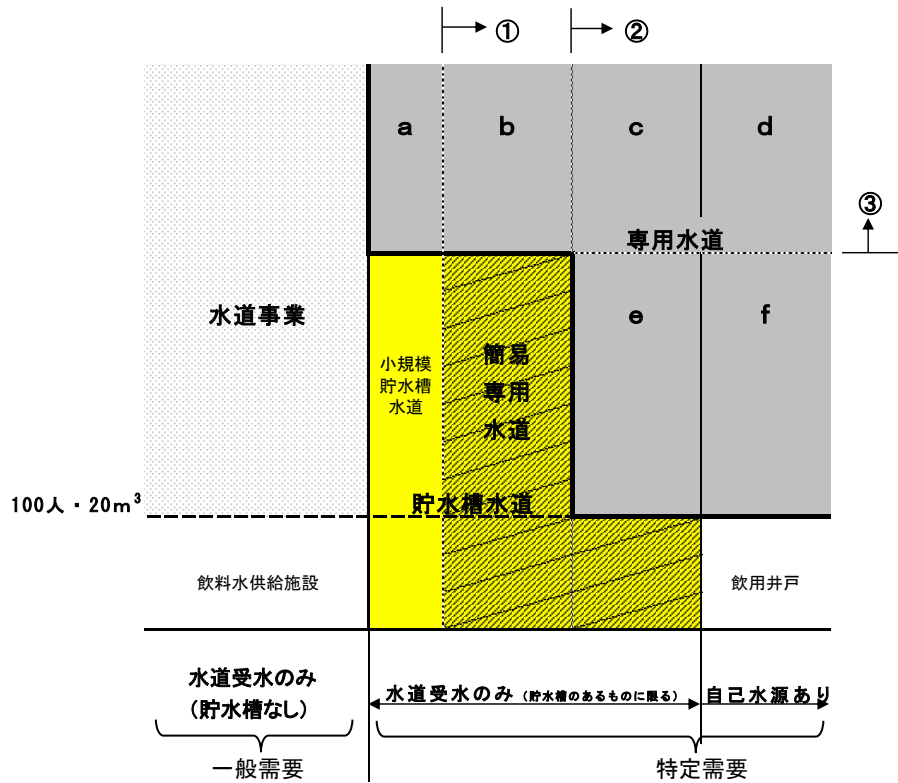 ①
②
a
b
c
d
③
専用水道
水道事業
e
f
小規模
貯水槽
水道
簡易
専用
水道
貯水槽水道
100人・20m³
飲料水供給施設
飲用井戸
水道受水のみ
(貯水槽なし)
水道受水のみ (貯水槽のあるものに限る)
自己水源あり
一般需要
特定需要